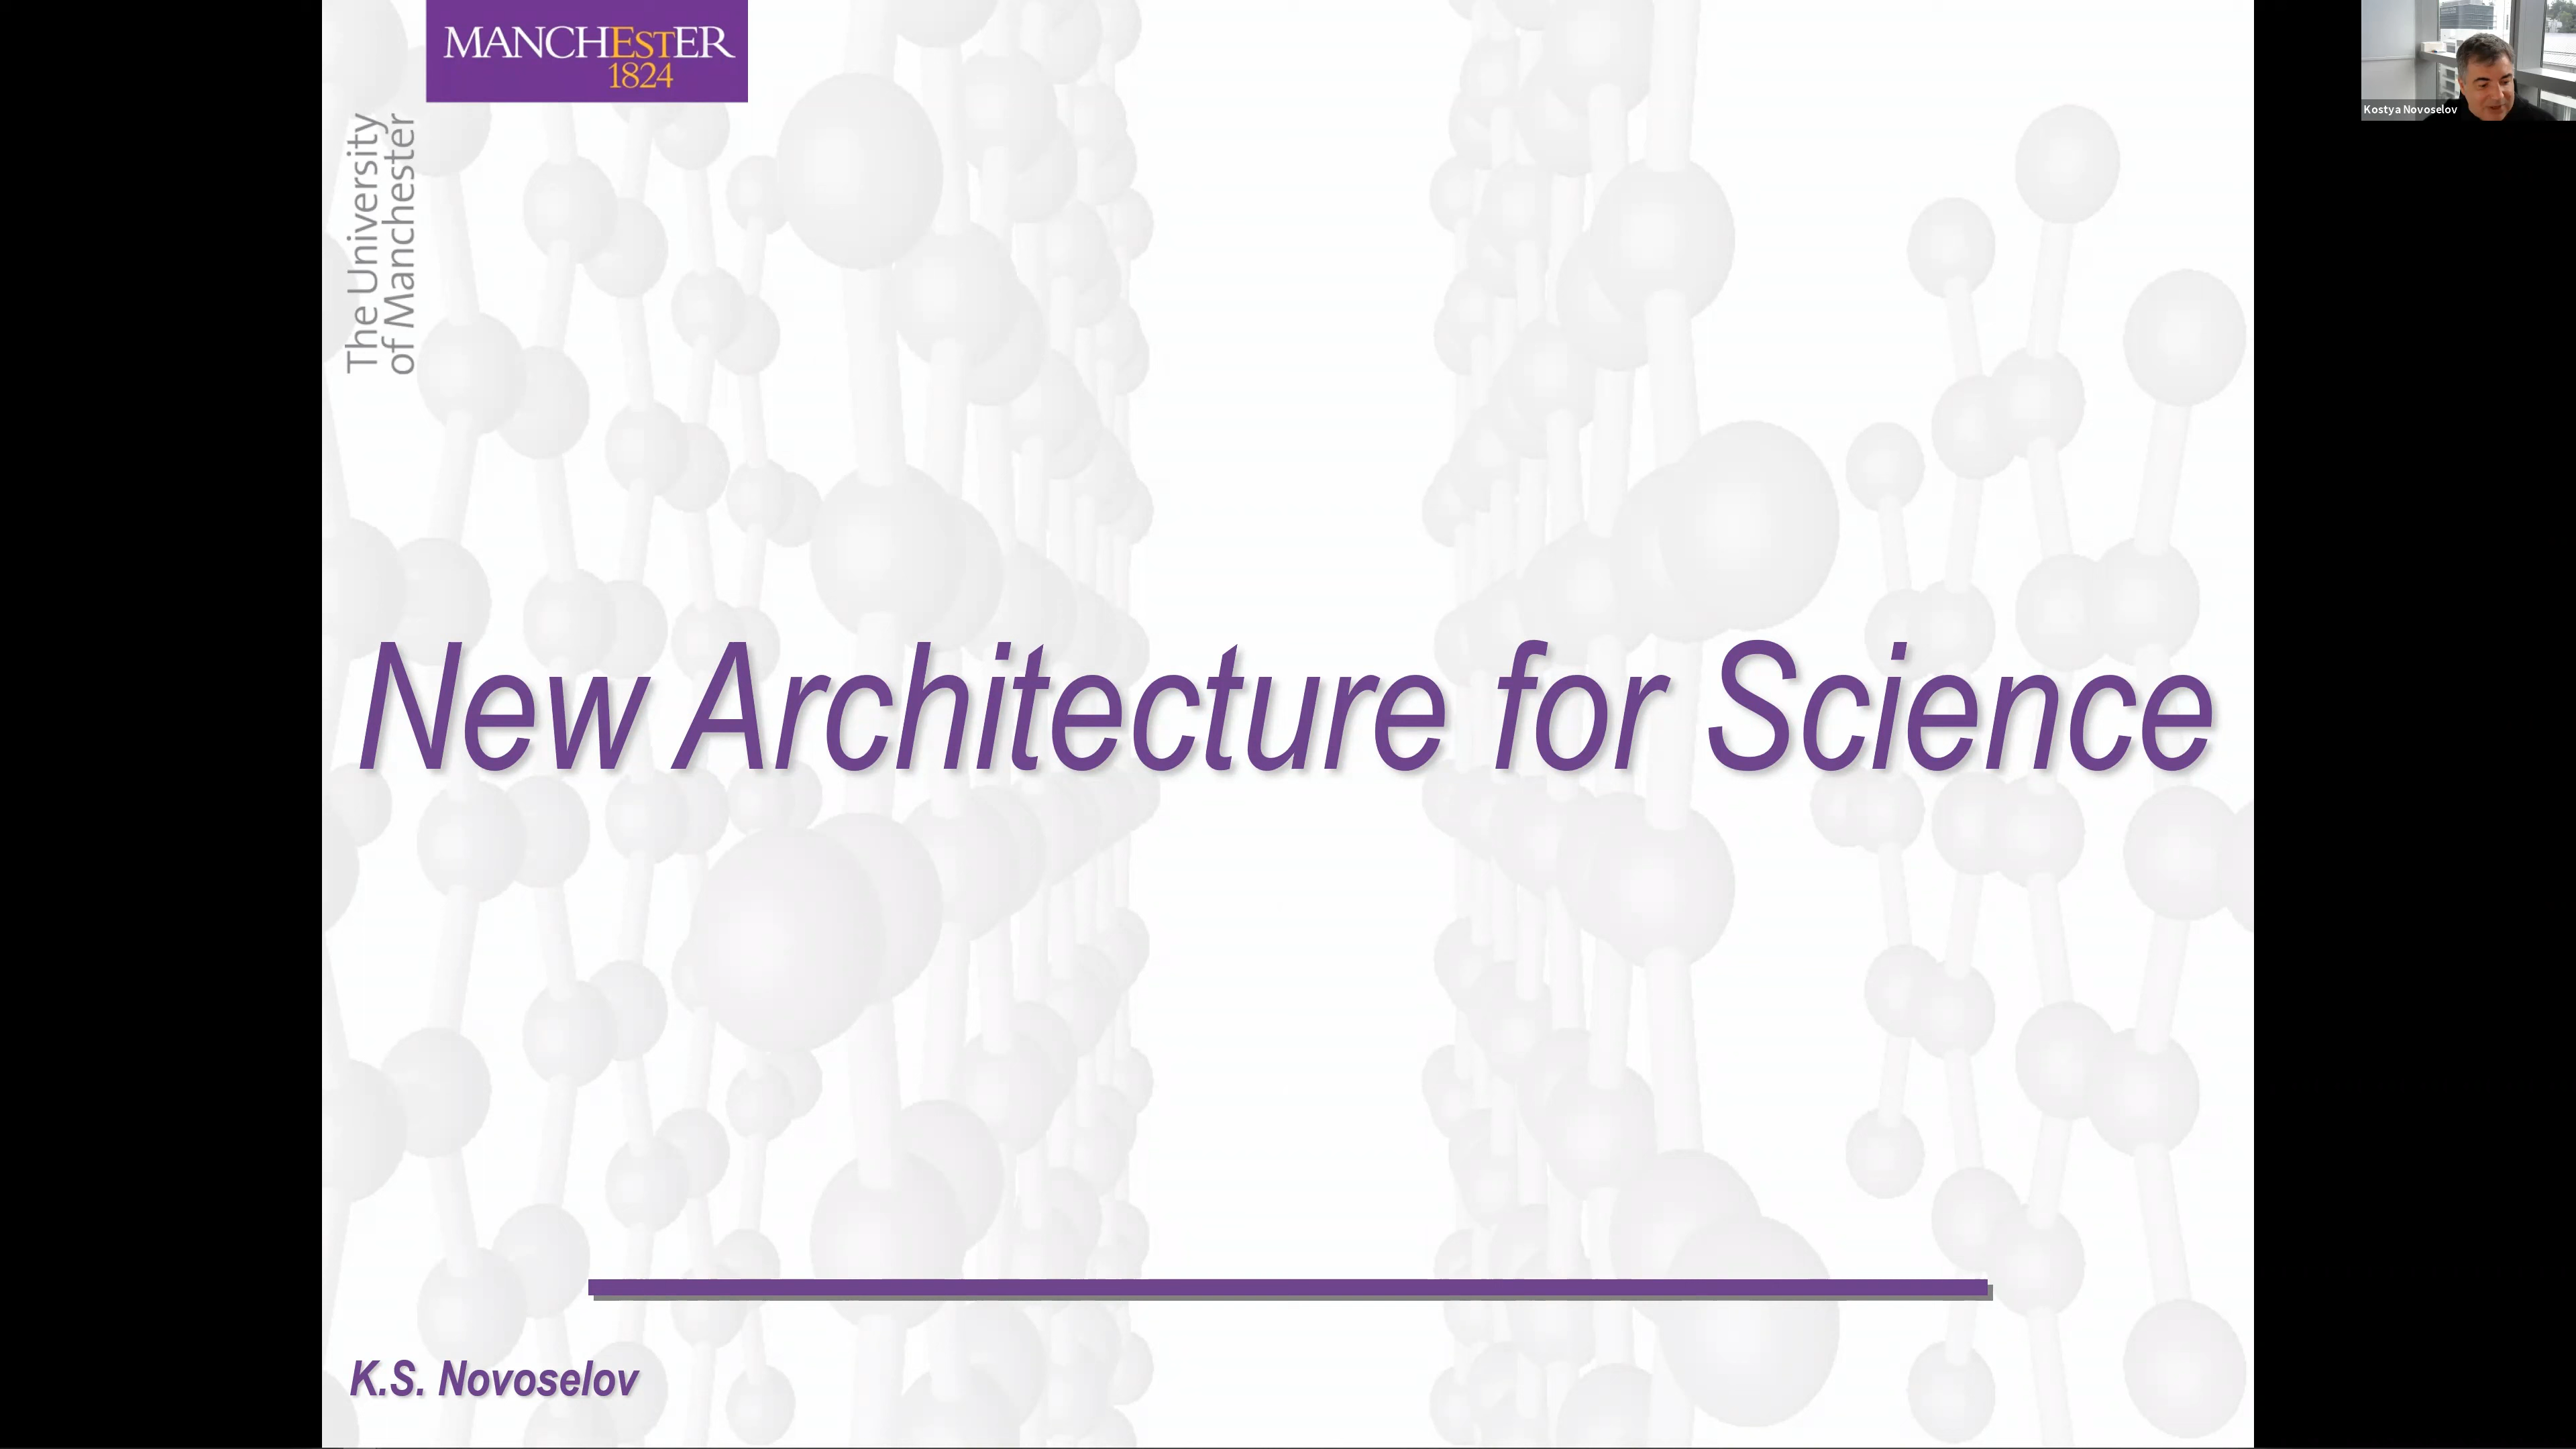 MANCHESTER
1824
The University
of Manchester
Kostya Novoselov
New Architecture for Science
K.S. Novoselov